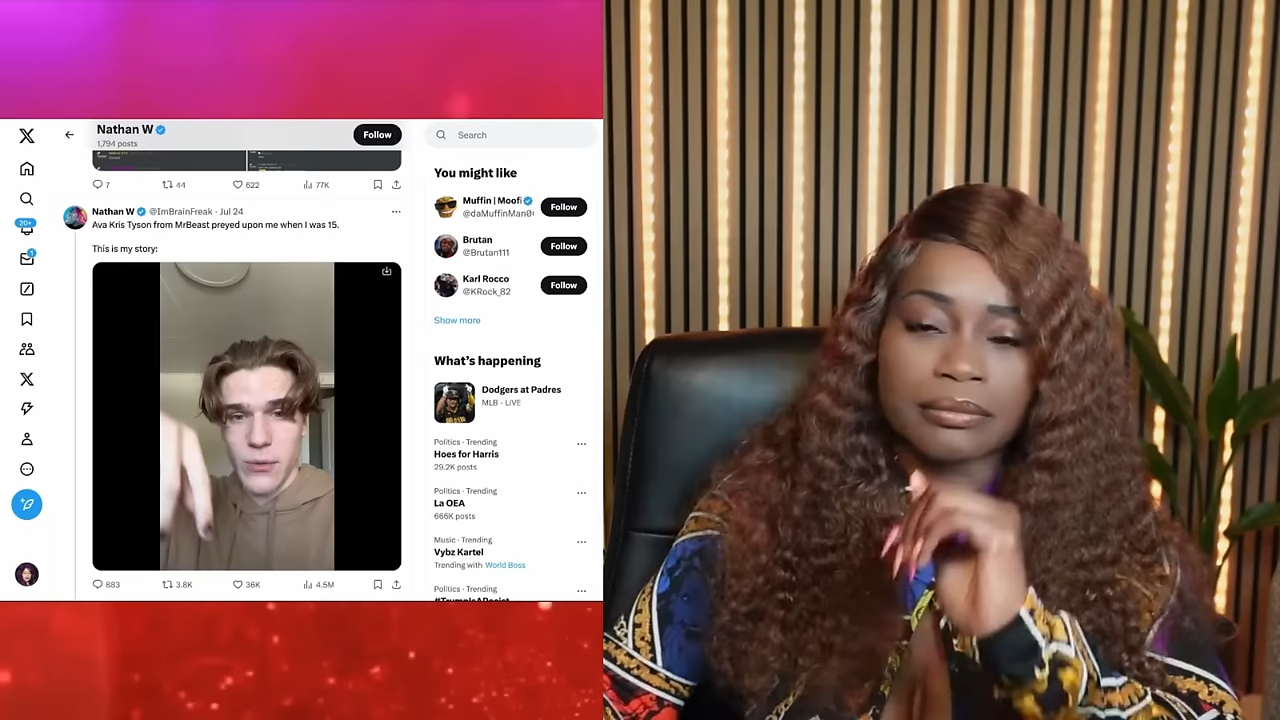 Nathan W
1,794 posts
Follow
Search
7
44
622
77K
Nathan W @ImBrainFreak · Jul 24
Ava Kris Tyson from MrBeast preyed upon me when I was 15.
This is my story:
883
3.8K
36K
4.5M
20+
1
You might like
Muffin | Moofi
@daMuffinMan0
Follow
Brutan
@Brutan111
Follow
Karl Rocco
@KRock_82
Follow
Show more
What's happening
Dodgers at Padres
MLB · LIVE
Politics · Trending
Hoes for Harris
29.2K posts
Politics · Trending
La OEA
666K posts
Music · Trending
Vybz Kartel
Trending with World Boss
Politics · Trending
#TrumpIsARacist